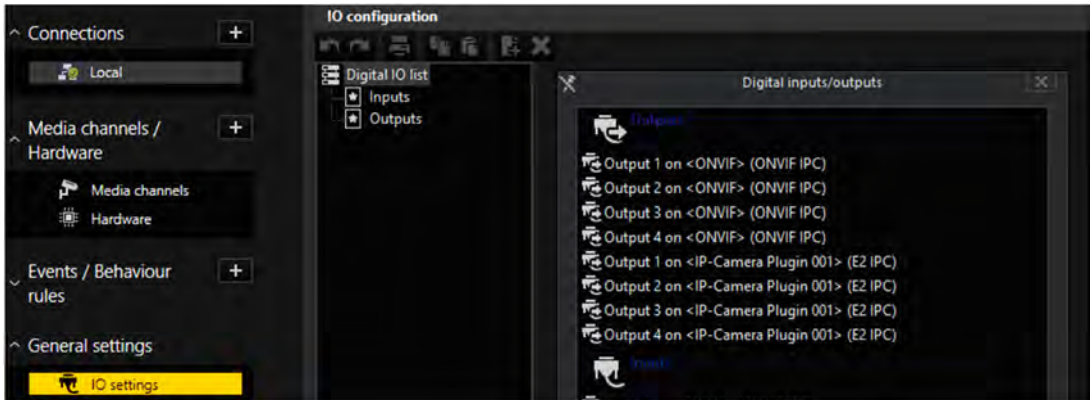 Connections
+
Local
Media channels /
Hardware
+
Media channels
Hardware
Events / Behaviour
rules
+
General settings
IO settings
IO configuration
Digital IO list
Inputs
Outputs
Digital inputs/outputs
Outputs
Output 1 on <ONVIF> (ONVIF IPC)
Output 2 on <ONVIF> (ONVIF IPC)
Output 3 on <ONVIF> (ONVIF IPC)
Output 4 on <ONVIF> (ONVIF IPC)
Output 1 on <IP-Camera Plugin 001> (E2 IPC)
Output 2 on <IP-Camera Plugin 001> (E2 IPC)
Output 3 on <IP-Camera Plugin 001> (E2 IPC)
Output 4 on <IP-Camera Plugin 001> (E2 IPC)
Inputs